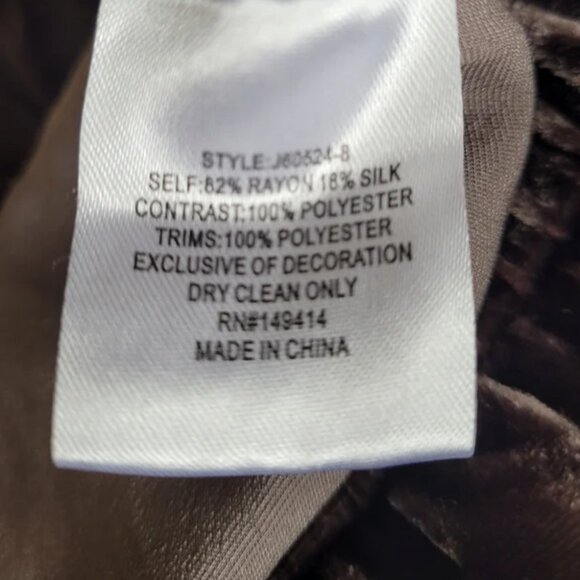 STYLE:J60524-8
SELF:82% RAYON 18% SILK
CONTRAST:100% POLYESTER
TRIMS:100% POLYESTER
EXCLUSIVE OF DECORATION
DRY CLEAN ONLY
RN#149414
MADE IN CHINA